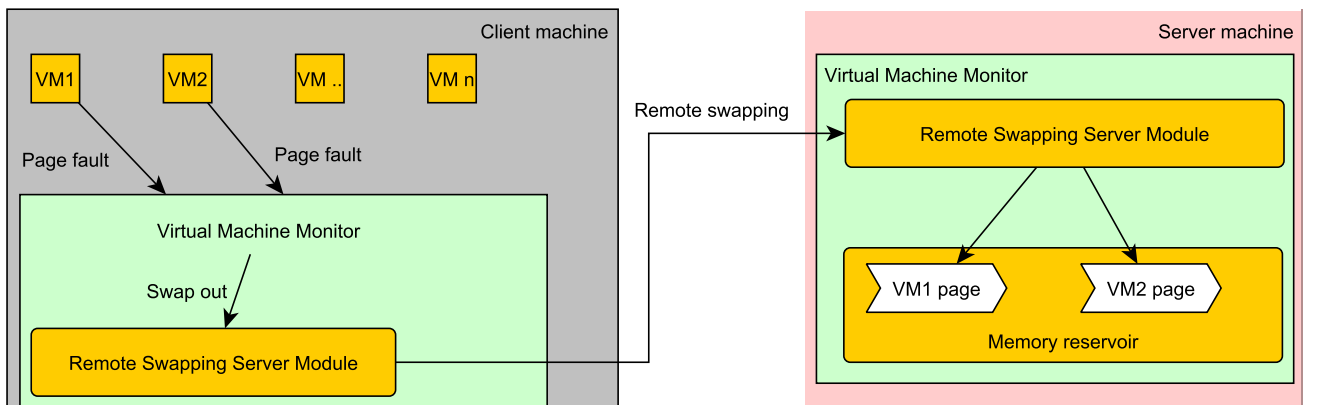 Client machine
VM1
VM2
VM ..
VM n
Page fault
Page fault
Virtual Machine Monitor
Swap out
Remote Swapping Server Module
Remote swapping
Server machine
Virtual Machine Monitor
Remote Swapping Server Module
VM1 page
VM2 page
Memory reservoir